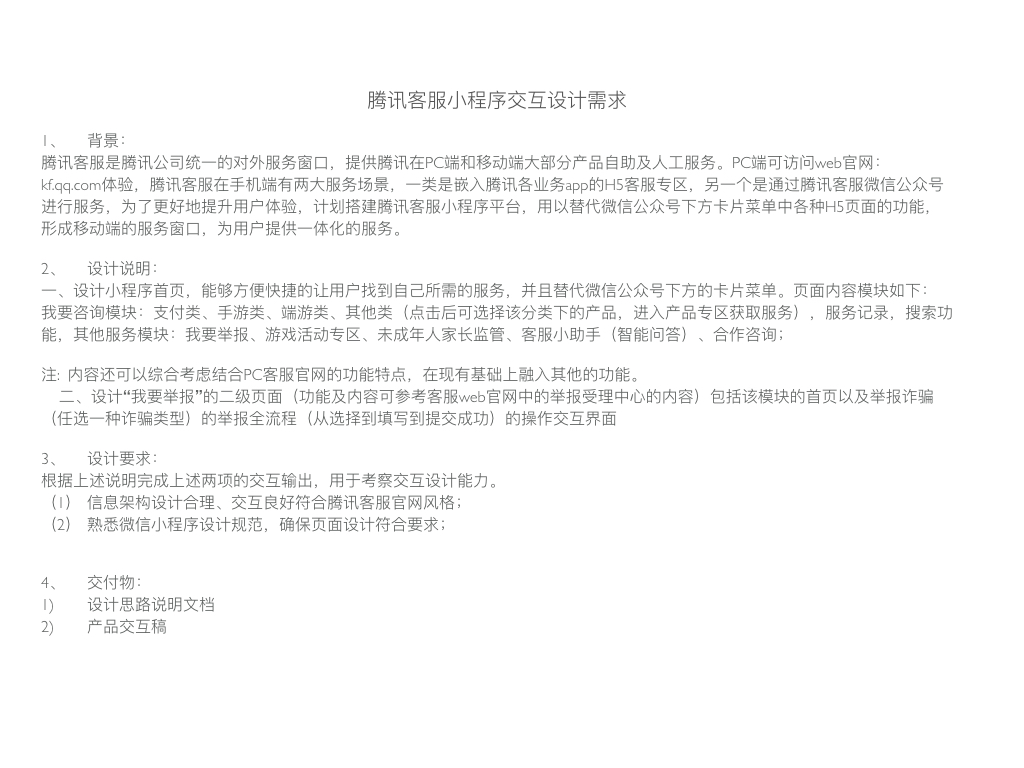 腾讯客服小程序交互设计需求
1、 背景：
腾讯客服是腾讯公司统一的对外服务窗口，提供腾讯在PC端和移动端大部分产品自助及人工服务。PC端可访问web官网：
kf.qq.com体验，腾讯客服在手机端有两大服务场景，一类是嵌入腾讯各业务app的H5客服专区，另一个是通过腾讯客服微信公众号
进行服务，为了更好地提升用户体验，计划搭建腾讯客服小程序平台，用以替代微信公众号下方卡片菜单中各种H5页面的功能，
形成移动端的服务窗口，为用户提供一体化的服务。
2、 设计说明：
一、设计小程序首页，能够方便快捷的让用户找到自己所需的服务，并且替代微信公众号下方的卡片菜单。页面内容模块如下：
我要咨询模块：支付类、手游类、端游类、其他类（点击后可选择该分类下的产品，进入产品专区获取服务），服务记录，搜索功
能，其他服务模块：我要举报、游戏活动专区、未成年人家长监管、客服小助手（智能问答）、合作咨询；
注: 内容还可以综合考虑结合PC客服官网的功能特点，在现有基础上融入其他的功能。
二、设计“我要举报”的二级页面（功能及内容可参考客服web官网中的举报受理中心的内容）包括该模块的首页以及举报诈骗
（任选一种诈骗类型）的举报全流程（从选择到填写到提交成功）的操作交互界面
3、 设计要求：
根据上述说明完成上述两项的交互输出，用于考察交互设计能力。
（1） 信息架构设计合理、交互良好符合腾讯客服官网风格；
（2） 熟悉微信小程序设计规范，确保页面设计符合要求；
4、 交付物：
1) 设计思路说明文档
2) 产品交互稿